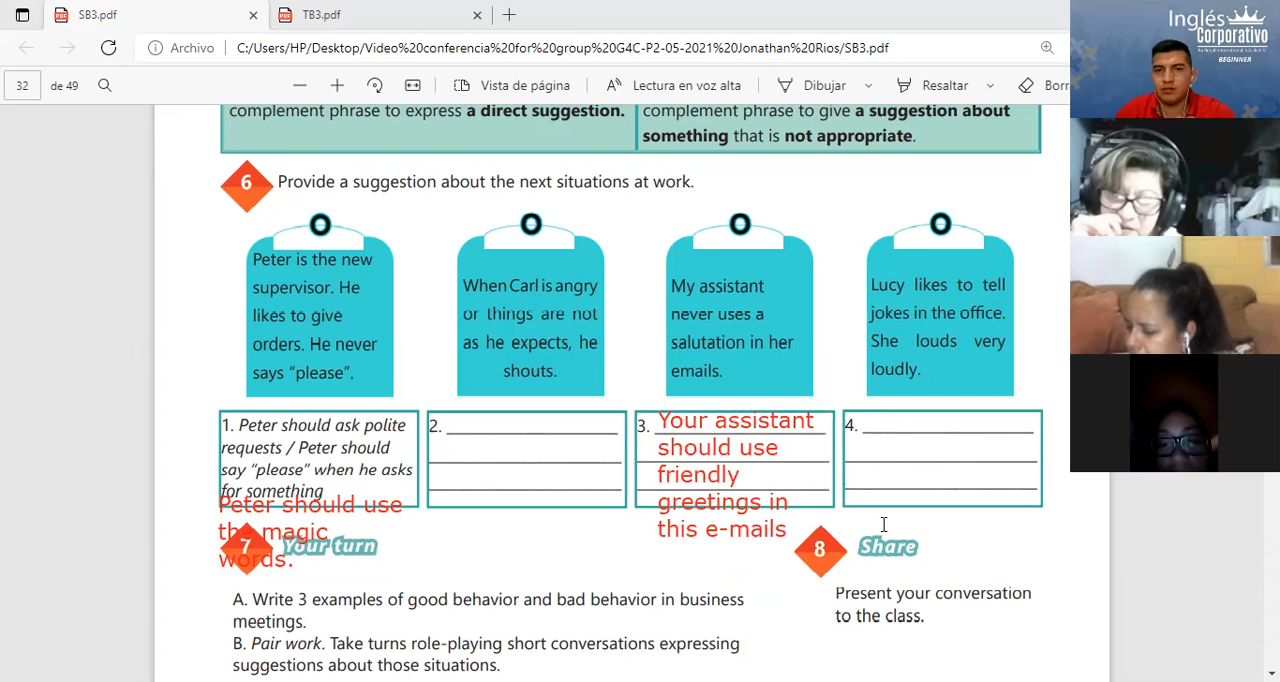 SB3.pdf
TB3.pdf
Archivo
C:/Users/HP/Desktop/Video%20conferencia%20for%20group%20G4C-P2-05-2021%20Jonathan%20Rios/SB3.pdf
32 de 49
Vista de página
Lectura en voz alta
Dibujar
Resaltar
Bor
Inglés
Corporativo
BEGINNER
complement phrase to express a direct suggestion.
complement phrase to give a suggestion about
something that is not appropriate.
6 Provide a suggestion about the next situations at work.
Peter is the new
supervisor. He
likes to give
orders. He never
says “please”.
When Carl is angry
or things are not
as he expects, he
shouts.
My assistant
never uses a
salutation in her
emails.
Lucy likes to tell
jokes in the office.
She louds very
loudly.
1. Peter should ask polite
requests / Peter should
say “please” when he asks
for something
Peter should use
the magic
words.
2.
3.
Your assistant
should use
friendly
greetings in
this e-mails
4.
7 Your turn
A. Write 3 examples of good behavior and bad behavior in business
meetings.
B. Pair work. Take turns role-playing short conversations expressing
suggestions about those situations.
8 Share
Present your conversation
to the class.